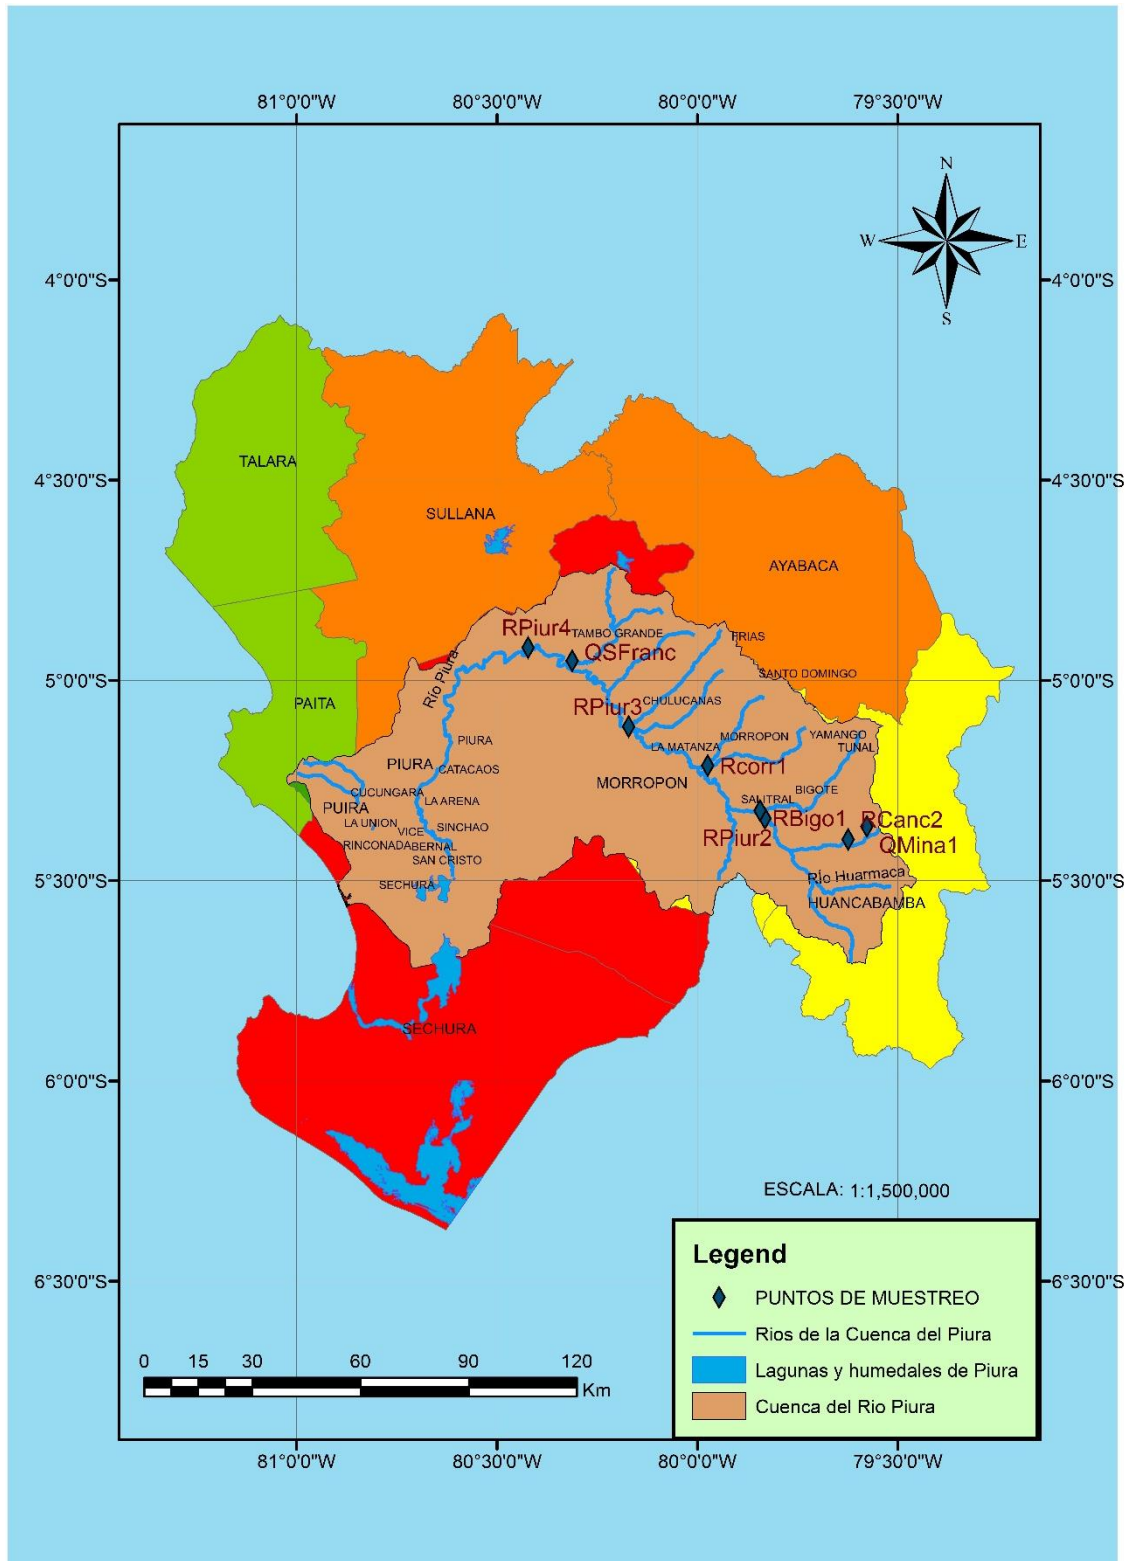 81°0'0"W
80°30'0"W
80°0'0"W
79°30'0"W
N
W
E
S
4°0'0"S
4°0'0"S
TALARA
4°30'0"S
4°30'0"S
SULLANA
AYABACA
RPiur4
TAMBO GRANDE
FRIAS
QSFranc
Río Piura
SANTO DOMINGO
5°0'0"S
5°0'0"S
PAITA
RPiur3
CHULUCANAS
PIURA
LA MATANZA
MORROPON
YAMANGO
TUNAL
PIURA
CATACAOS
Rcorr1
MORROPON
CUCUNGARA
LA ARENA
SALITRAL
BIGOTE
PUIRA
LA UNION
VICE
SINCHAO
RBigo1
RCanc2
RPiur2
QMina1
RINCONADA
BERNAL
SAN CRISTO
SECHURA
5°30'0"S
5°30'0"S
Río Huarmaca
HUANCABAMBA
SECHURA
6°0'0"S
6°0'0"S
ESCALA: 1:1,500,000
6°30'0"S
6°30'0"S
Legend
PUNTOS DE MUESTREO
Rios de la Cuenca del Piura
Lagunas y humedales de Piura
Cuenca del Rio Piura
0 15 30 60 90 120
Km
81°0'0"W
80°30'0"W
80°0'0"W
79°30'0"W